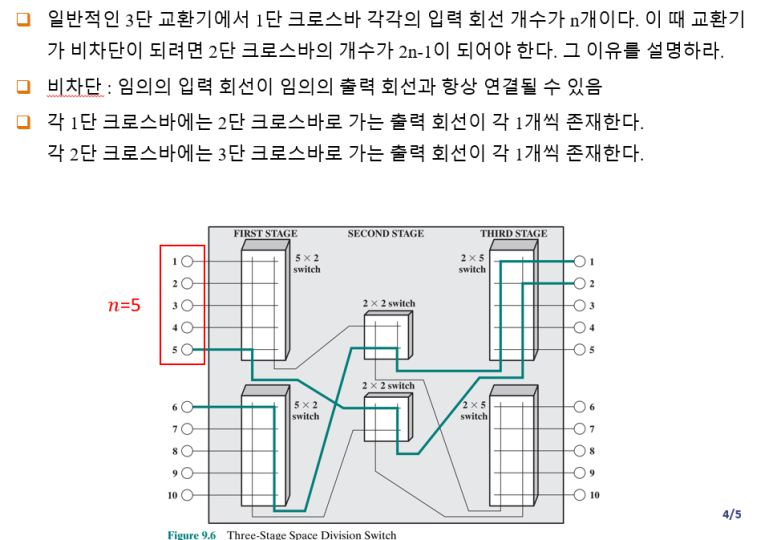 일반적인 3단 교환기에서 1단 크로스바 각각의 입력 회선 개수가 n개이다. 이 때 교환기
가 비차단이 되려면 2단 크로스바의 개수가 2n-1이 되어야 한다. 그 이유를 설명하라.
비차단 : 임의의 입력 회선이 임의의 출력 회선과 항상 연결될 수 있음
각 1단 크로스바에는 2단 크로스바로 가는 출력 회선이 각 1개씩 존재한다.
각 2단 크로스바에는 3단 크로스바로 가는 출력 회선이 각 1개씩 존재한다.
FIRST STAGE SECOND STAGE THIRD STAGE
1 5 × 2 2 × 5 1
switch switch
2 2
n=5 3 2 × 2 switch 3
4 4
5 5
2 × 2 switch
6 5 × 2 2 × 5 6
switch switch
7 7
8 8
9 9
10 10
4/5
Figure 9.6 Three-Stage Space Division Switch